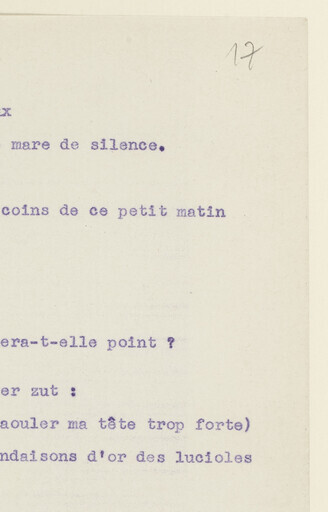 17
x
mare de silence.
coins de ce petit matin
era-t-elle point ?
er zut :
aouler ma tête trop forte)
ndaisons d'or des lucioles